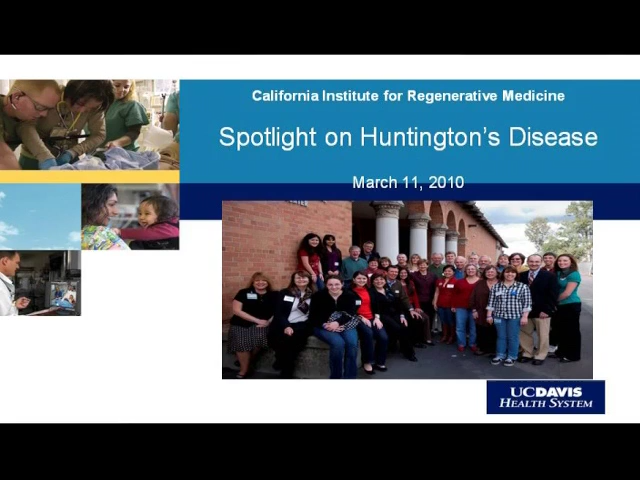 California Institute for Regenerative Medicine
Spotlight on Huntington's Disease
March 11, 2010
UCDAVIS
HEALTH SYSTEM